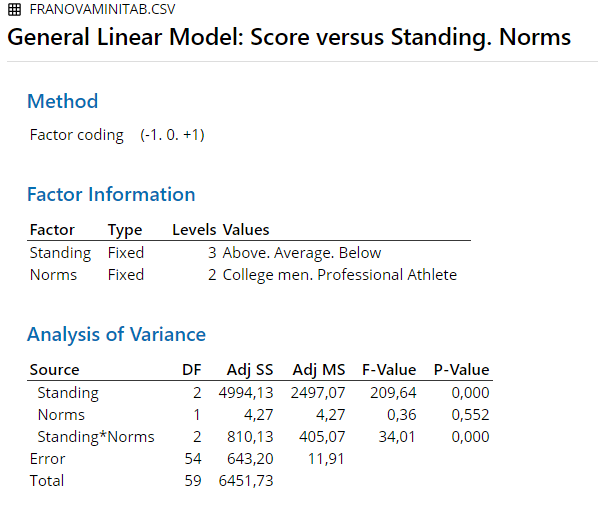 FRANOVAMINITAB.CSV
General Linear Model: Score versus Standing. Norms
Method
Factor coding (-1. 0. +1)
Factor Information
Factor Type Levels Values
Standing Fixed 3 Above. Average. Below
Norms Fixed 2 College men. Professional Athlete
Analysis of Variance
Source DF Adj SS Adj MS F-Value P-Value
Standing 2 4994,13 2497,07 209,64 0,000
Norms 1 4,27 4,27 0,36 0,552
Standing*Norms 2 810,13 405,07 34,01 0,000
Error 54 643,20 11,91
Total 59 6451,73